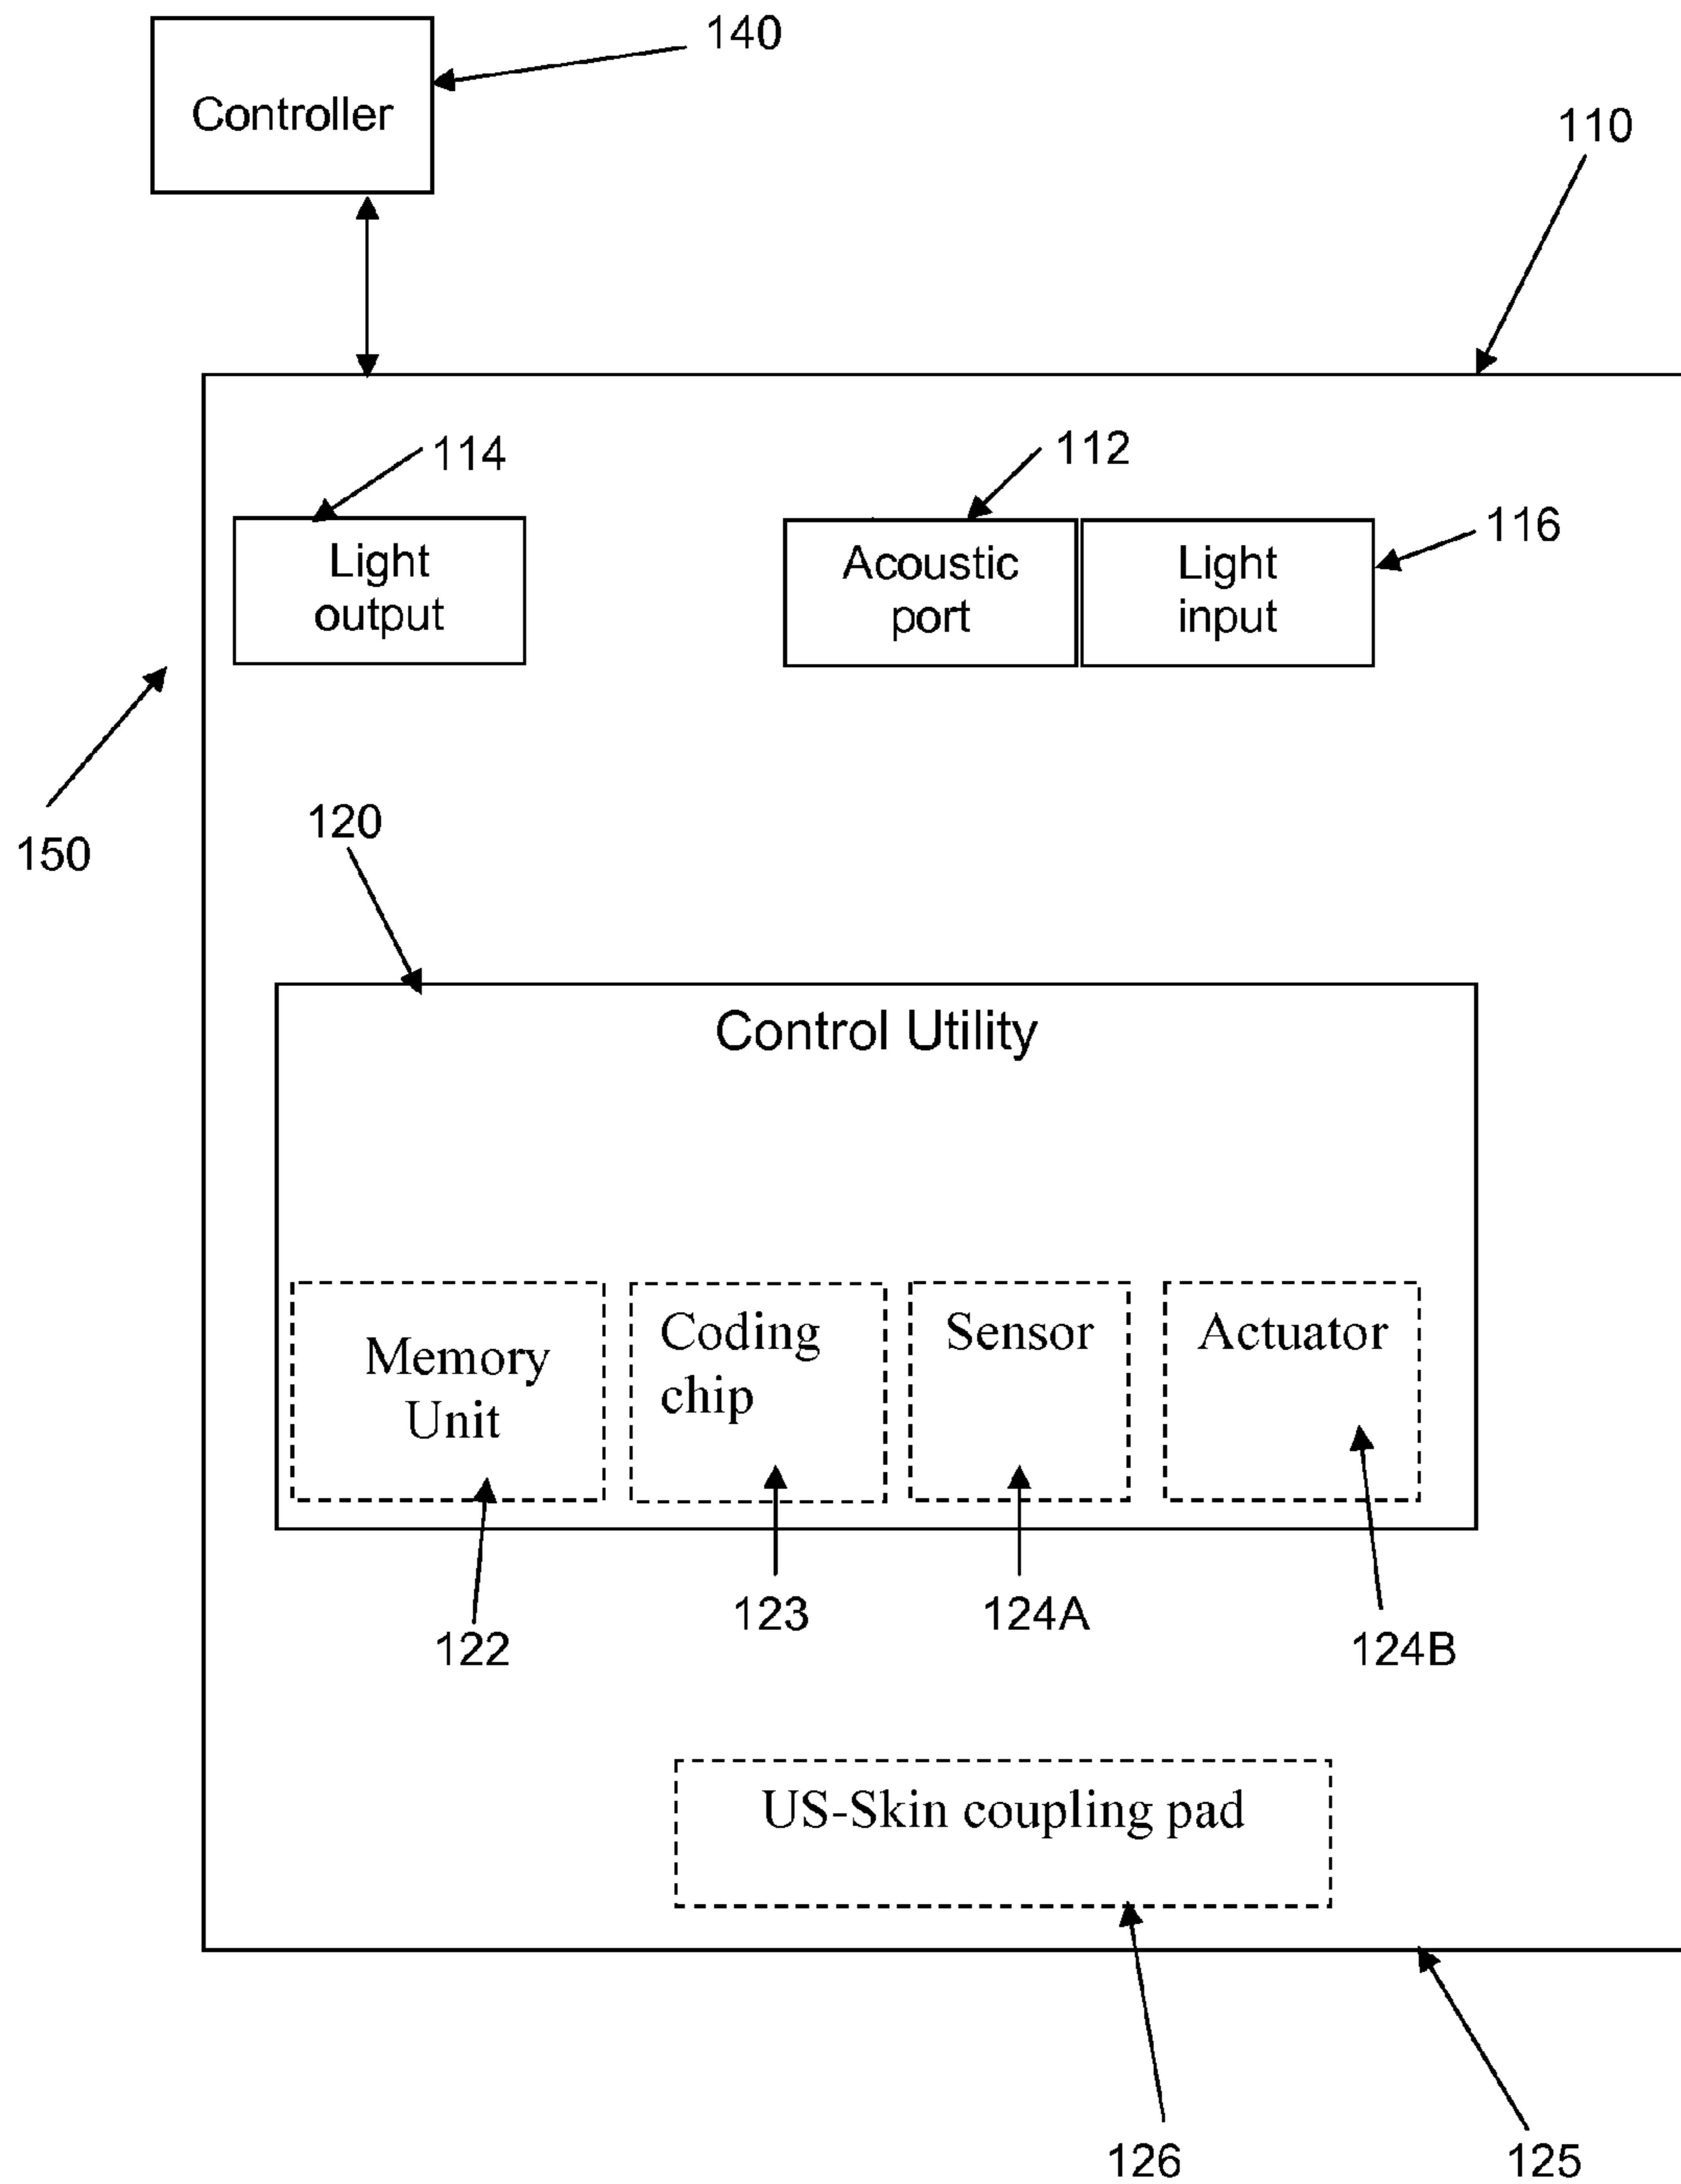 140
Controller
110
114
112
116
Light
output
Acoustic
port
Light
input
150
120
Control Utility
Memory
Unit
Coding
chip
Sensor
Actuator
122
123
124A
124B
US-Skin coupling pad
126
125